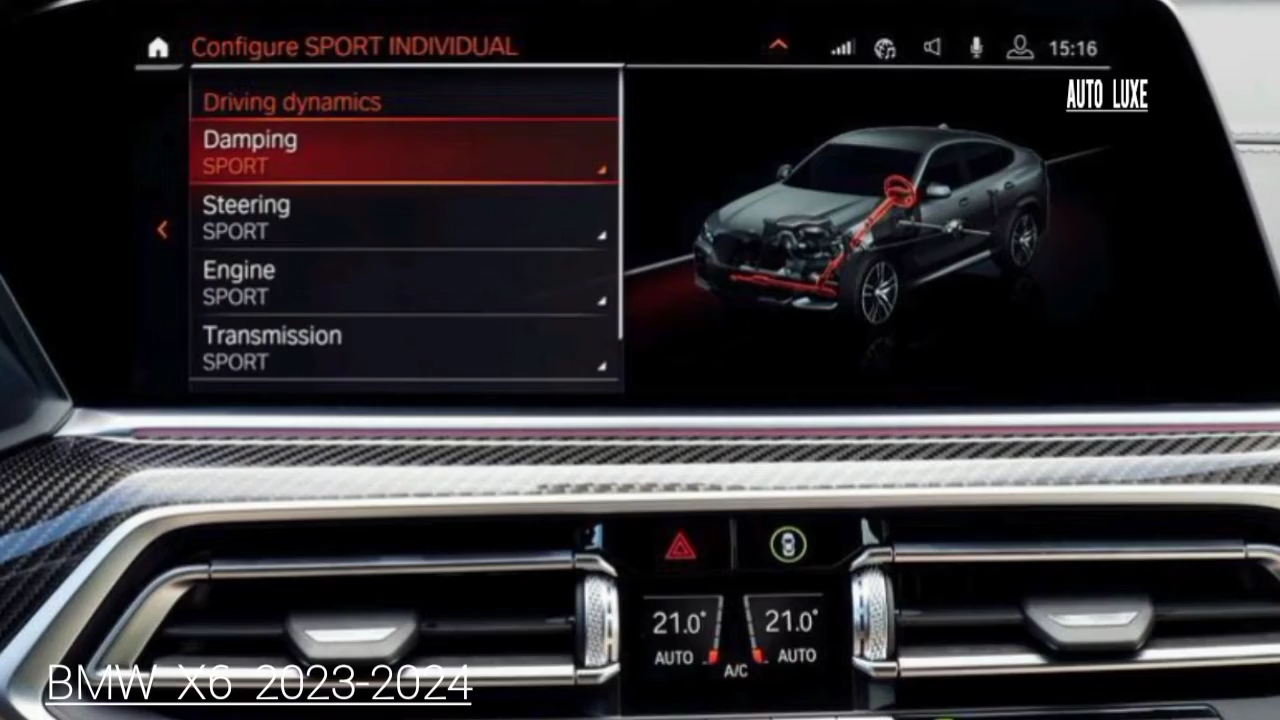 Configure SPORT INDIVIDUAL
15:16
AUTO LUXE
Driving dynamics
Damping
SPORT
Steering
SPORT
Engine
SPORT
Transmission
SPORT
21.0° 21.0°
AUTO AUTO
A/C
BMW X6 2023-2024